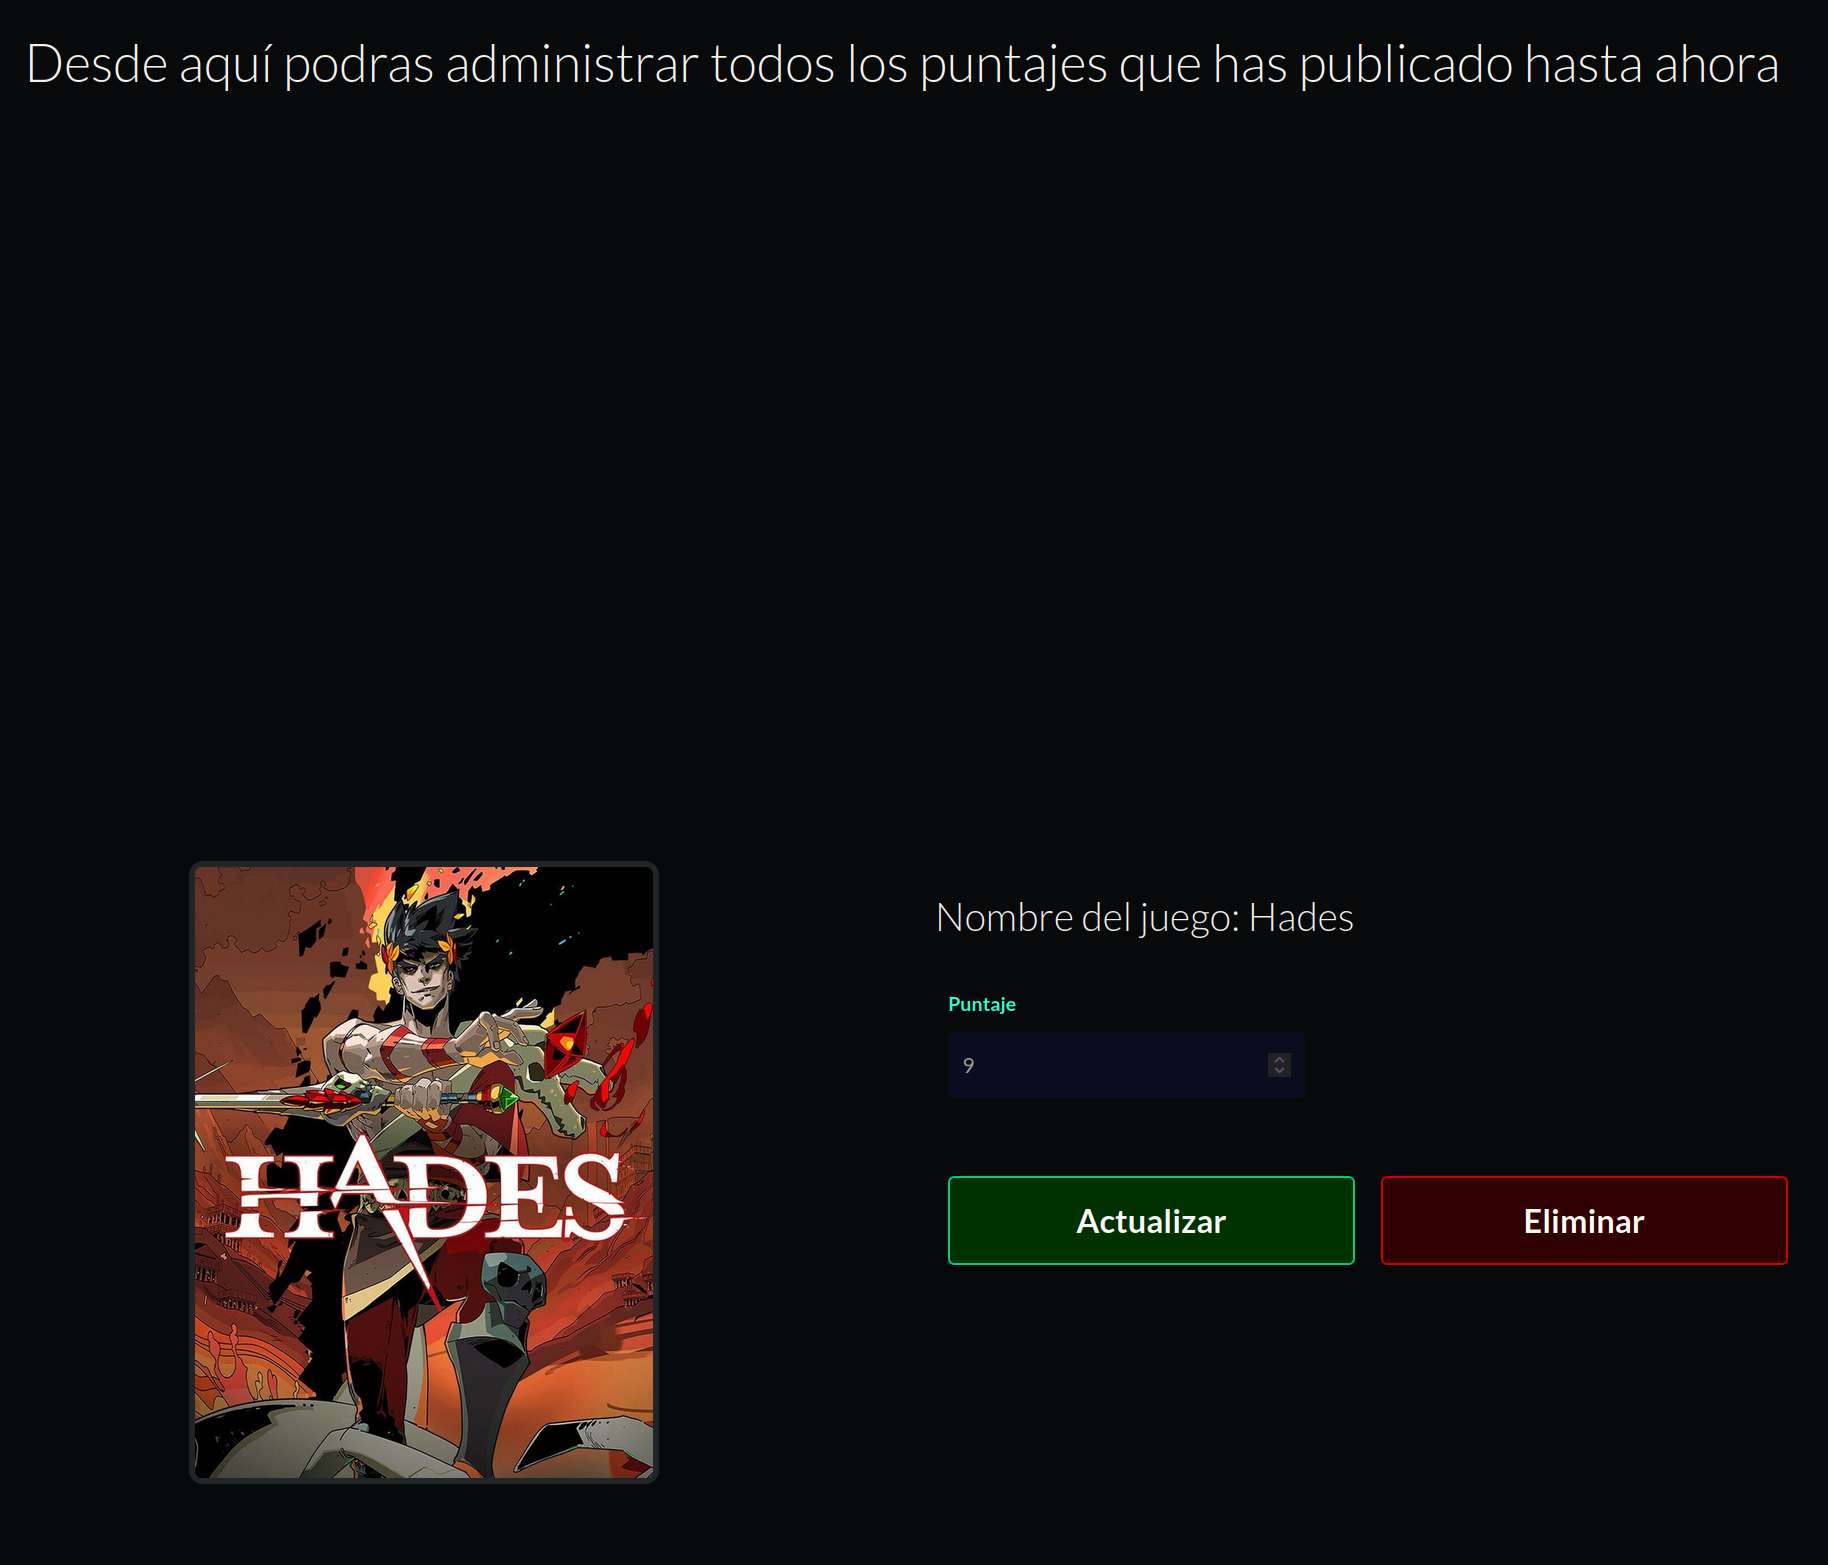 Desde aquí podras administrar todos los puntajes que has publicado hasta ahora
HADES
Nombre del juego: Hades
Puntaje
9
Actualizar
Eliminar